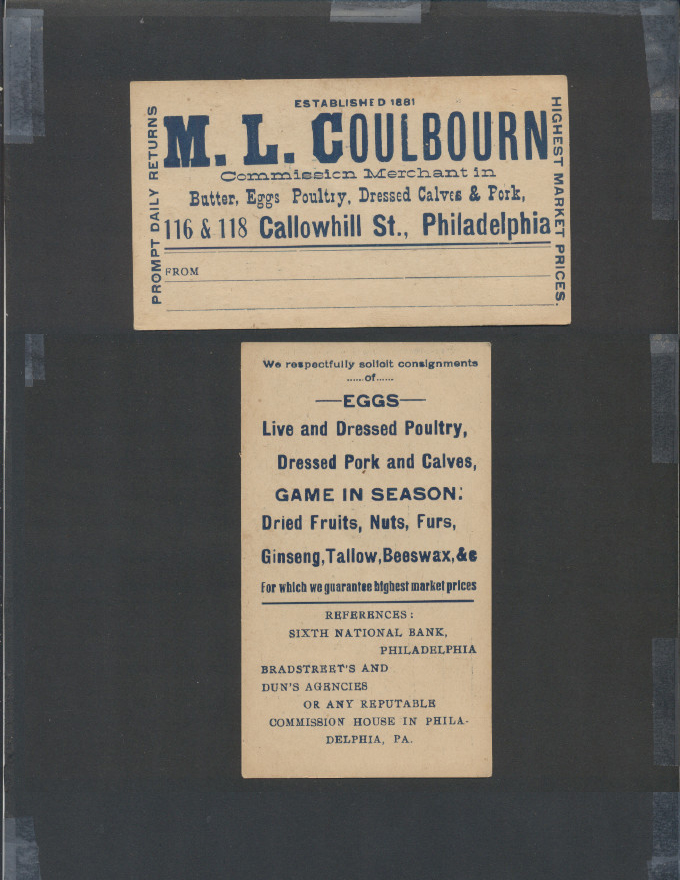 ESTABLISHED 1881
PROMPT DAILY RETURNS
M. L. COULBOURN
HIGHEST MARKET PRICES.
Commission Merchant in
Butter, Eggs Poultry, Dressed Calves & Pork,
116 & 118 Callowhill St., Philadelphia
FROM
We respectfully solicit consignments
......of......
—EGGS—
Live and Dressed Poultry,
Dressed Pork and Calves,
GAME IN SEASON:
Dried Fruits, Nuts, Furs,
Ginseng, Tallow, Beeswax, &c
For which we guarantee highest market prices
REFERENCES:
SIXTH NATIONAL BANK,
PHILADELPHIA
BRADSTREET'S AND
DUN'S AGENCIES
OR ANY REPUTABLE
COMMISSION HOUSE IN PHILA-
DELPHIA, PA.